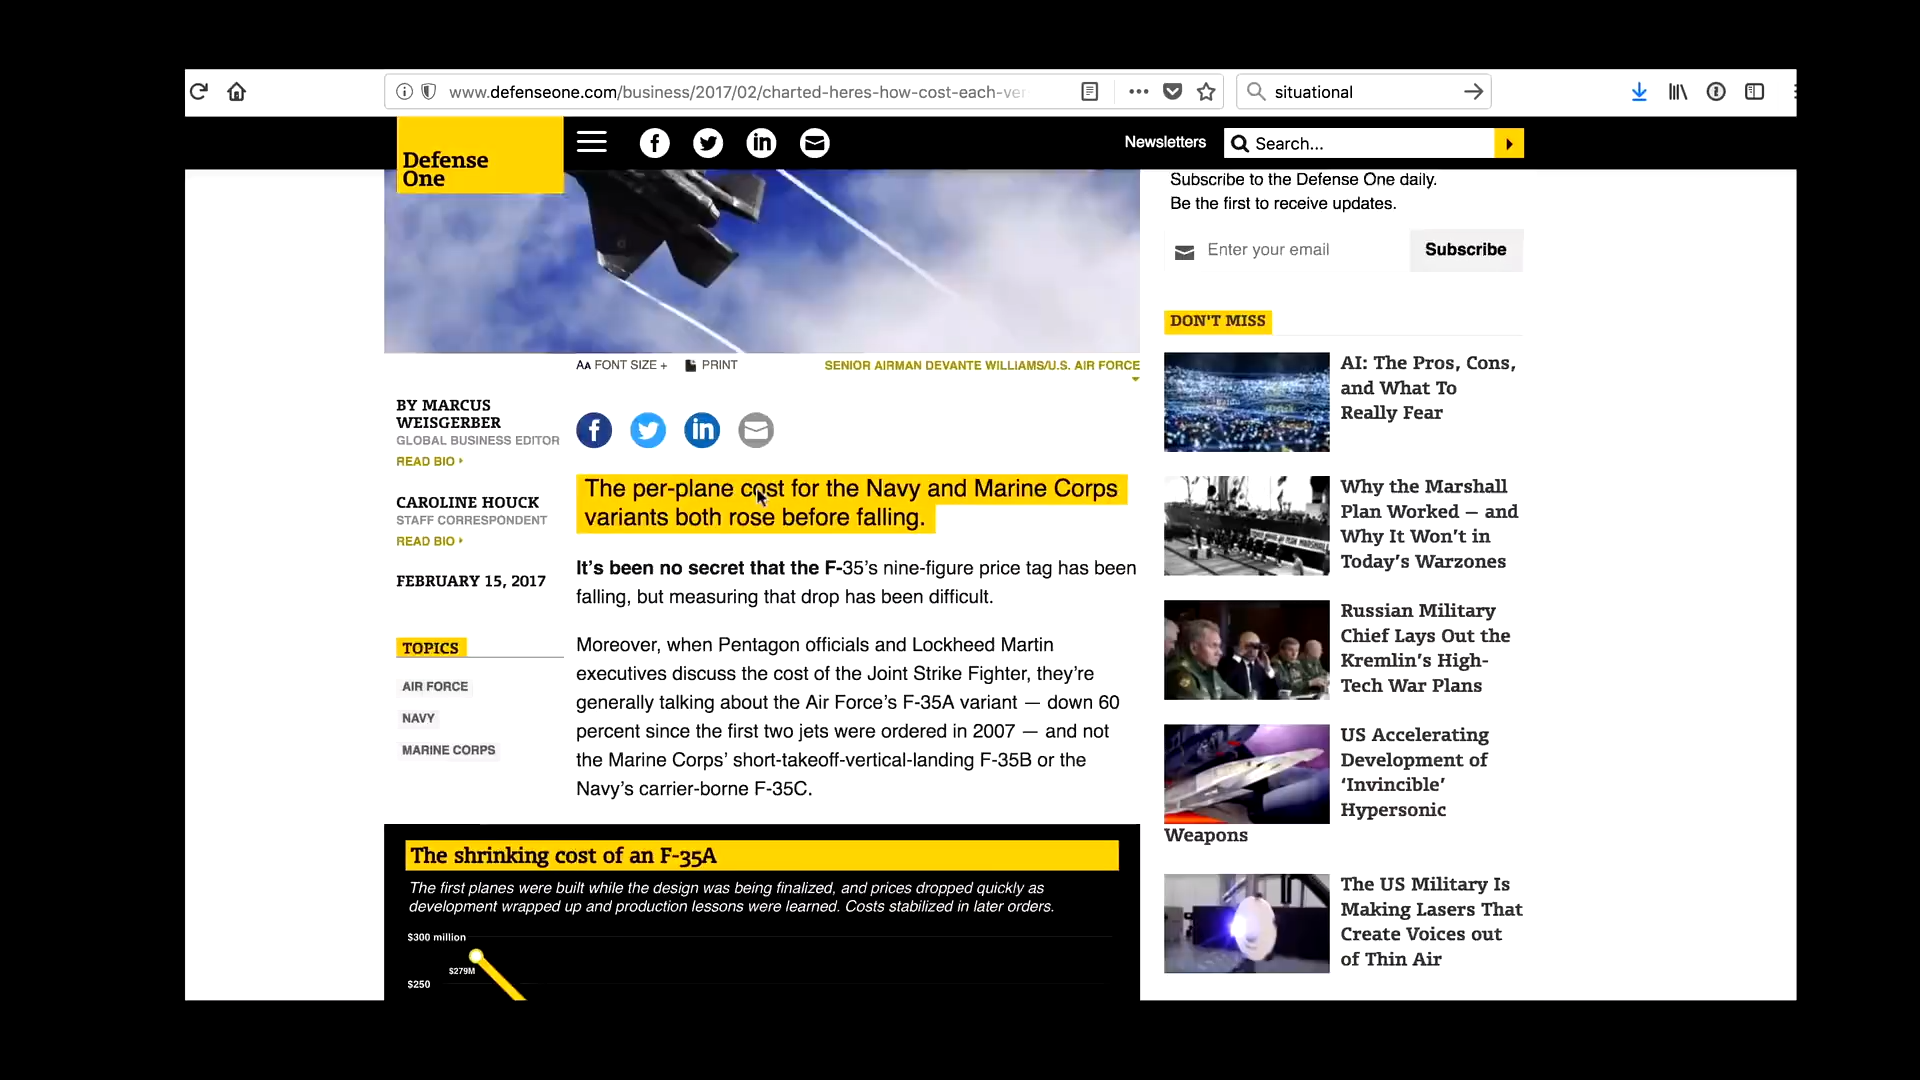 www.defenseone.com/business/2017/02/charted-heres-how-cost-each-ve
situational
Defense
One
Newsletters
Search...
Subscribe to the Defense One daily.
Be the first to receive updates.
Enter your email
Subscribe
AA FONT SIZE +
PRINT
SENIOR AIRMAN DEVANTE WILLIAMS/U.S. AIR FORCE
BY MARCUS
WEISGERBER
GLOBAL BUSINESS EDITOR
READ BIO
CAROLINE HOUCK
STAFF CORRESPONDENT
READ BIO
FEBRUARY 15, 2017
TOPICS
AIR FORCE
NAVY
MARINE CORPS
The per-plane cost for the Navy and Marine Corps
variants both rose before falling.
It's been no secret that the F-35's nine-figure price tag has been
falling, but measuring that drop has been difficult.
Moreover, when Pentagon officials and Lockheed Martin
executives discuss the cost of the Joint Strike Fighter, they're
generally talking about the Air Force's F-35A variant — down 60
percent since the first two jets were ordered in 2007 — and not
the Marine Corps' short-takeoff-vertical-landing F-35B or the
Navy's carrier-borne F-35C.
The shrinking cost of an F-35A
The first planes were built while the design was being finalized, and prices dropped quickly as
development wrapped up and production lessons were learned. Costs stabilized in later orders.
$300 million
$279M
$250
DON'T MISS
AI: The Pros, Cons,
and What To
Really Fear
Why the Marshall
Plan Worked — and
Why It Won't in
Today's Warzones
Russian Military
Chief Lays Out the
Kremlin's High-
Tech War Plans
US Accelerating
Development of
'Invincible'
Hypersonic
Weapons
The US Military Is
Making Lasers That
Create Voices out
of Thin Air